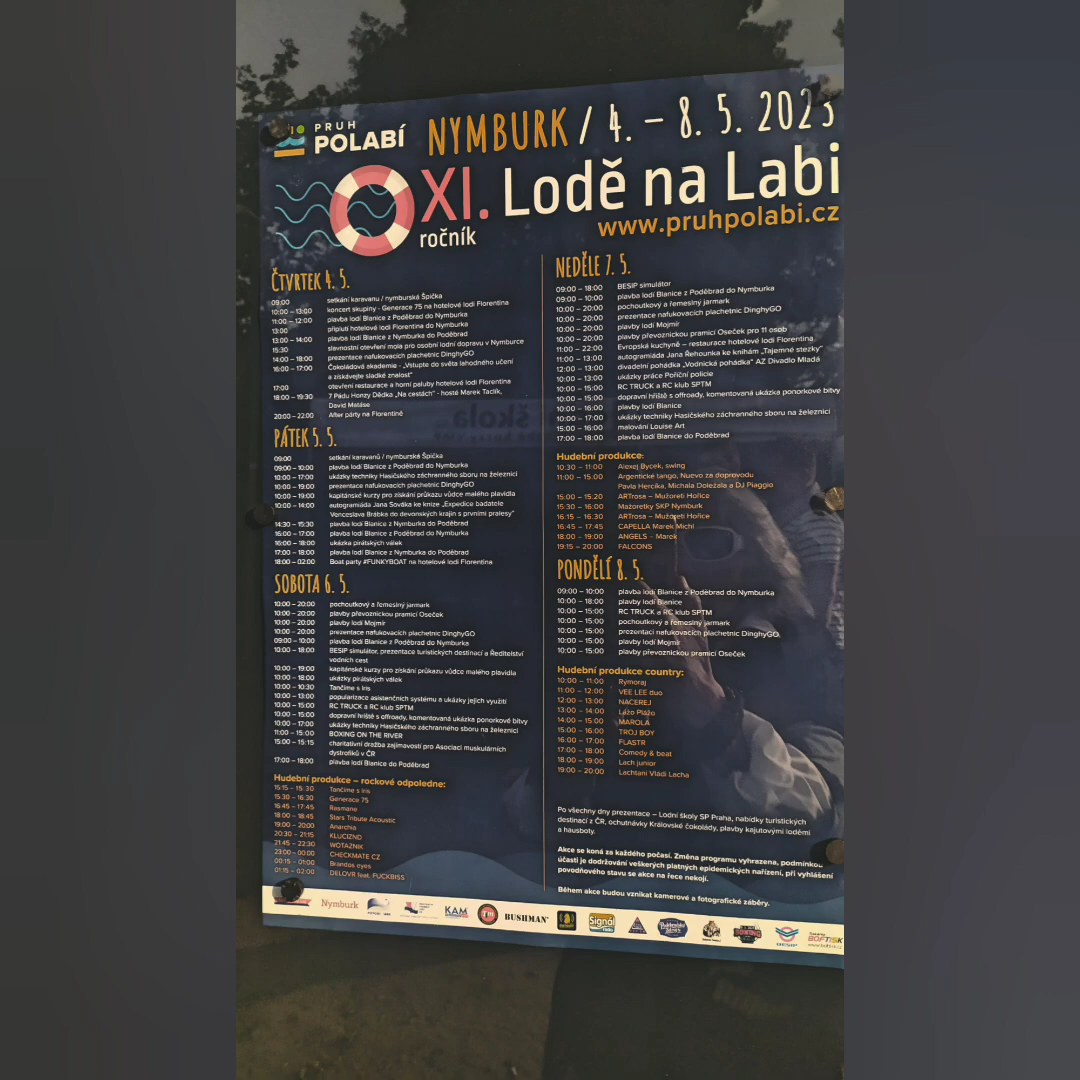 PRUH
POLABÍ
NYMBURK / 4. – 8. 5. 2023
XI. Lodě na Labi
ročník
www.pruhpolabi.cz
ČTVRTEK 4. 5.
09:00 setkání karavanu / nymburská Špička
10:00 – 13:00 koncert skupiny - Generace 75 na hotelové lodi Florentina
11:00 – 12:00 plavba lodí Blanice z Poděbrad do Nymburka
13:00 připlutí hotelové lodi Florentina do Nymburka
13:00 – 14:00 plavba lodí Blanice z Nymburka do Poděbrad
15:30 slavnostní otevření mola pro osobní lodní dopravu v Nymburce
14:00 – 18:00 prezentace nafukovacích plachetnic DinghyGO
16:00 – 17:00 Čokoládová akademie - „Vstupte do světa lahodného učení
a získávejte sladké znalosti"
17:00 otevření restaurace a horní paluby hotelové lodi Florentina
18:00 – 19:30 7 Pádu Honzy Dědka „Na cestách" - hosté Marek Taclík,
David Matáse
20:00 – 22:00 After párty na Florentině
PÁTEK 5. 5.
09:00 setkání karavanů / nymburská Špička
09:00 – 10:00 plavba lodí Blanice z Poděbrad do Nymburka
10:00 – 17:00 ukázky techniky Hasičského záchranného sboru na železnici
10:00 – 19:00 prezentace nafukovacích plachetnic DinghyGO
10:00 – 19:00 kapitánské kurzy pro získání průkazu vůdce malého plavidla
10:00 – 14:00 autogramiáda Jana Sováka ke knize „Expedice badatele
Venceslava Brábka do devonských krajin s prvními pralesy"
14:30 – 15:30 plavba lodí Blanice z Nymburka do Poděbrad
16:00 – 17:00 plavba lodí Blanice z Poděbrad do Nymburka
16:00 – 18:00 ukázka pirátských válek
17:00 – 18:00 plavba lodí Blanice z Nymburka do Poděbrad
18:00 – 02:00 Boat party #FUNKYBOAT na hotelové lodi Florentina
SOBOTA 6. 5.
10:00 – 20:00 pochoutkový a řemeslný jarmark
10:00 – 20:00 plavby převoznickou pramicí Oseček
10:00 – 20:00 plavby lodí Mojmír
10:00 – 20:00 prezentace nafukovacích plachetnic DinghyGO
09:00 – 10:00 plavba lodí Blanice z Poděbrad do Nymburka
10:00 – 18:00 BESIP simulátor, prezentace turistických destinací a Ředitelství
vodních cest
10:00 – 19:00 kapitánské kurzy pro získání průkazu vůdce malého plavidla
10:00 – 18:00 ukázky pirátských válek
10:00 – 10:30 Tančíme s Iris
10:00 – 13:00 popularizace asistenčních systému a ukázky jejich využití
10:00 – 15:00 RC TRUCK a RC klub SPTM
10:00 – 15:00 dopravní hřiště s offroady, komentovaná ukázka ponorkové bitvy
10:00 – 17:00 ukázky techniky Hasičského záchranného sboru na železnici
11:00 – 15:00 BOXING ON THE RIVER
15:00 – 15:15 charitativní dražba zajímavostí pro Asociaci muskulárních
dystrofiků v ČR
17:00 – 18:00 plavba lodí Blanice do Poděbrad
Hudební produkce – rockové odpoledne:
15:15 – 15:30 Tančíme s Iris
15:30 – 16:30 Generace 75
16:45 – 17:45 Resmane
18:00 – 18:45 Stars Tribute Acoustic
19:00 – 20:00 Anarchio
20:30 – 21:15 KLUCIZND
21:45 – 22:30 WOTAZNIK
23:00 – 00:00 CHECKMATE CZ
00:15 – 01:00 Brandos eyes
01:15 – 02:00 DELOVR feat. FUCKBISS
NEDĚLE 7. 5.
09:00 – 18:00 BESIP simulátor
09:00 – 10:00 plavba lodí Blanice z Poděbrad do Nymburka
10:00 – 20:00 pochoutkový a řemeslný jarmark
10:00 – 20:00 prezentace nafukovacích plachetnic DinghyGO
10:00 – 20:00 plavby lodí Mojmír
10:00 – 20:00 plavby převoznickou pramicí Oseček pro 11 osob
11:00 – 22:00 Evropská kuchyně – restaurace hotelové lodi Florentina
11:00 – 13:00 autogramiáda Jana Řehounka ke knihám „Tajemné stezky"
12:00 – 13:00 divadelní pohádka „Vodnická pohádka" AZ Divadlo Mladá
10:00 – 13:00 ukázky práce Poříční policie
10:00 – 15:00 RC TRUCK a RC klub SPTM
10:00 – 15:00 dopravní hřiště s offroady, komentovaná ukázka ponorkové bitvy
10:00 – 16:00 plavby lodí Blanice
10:00 – 17:00 ukázky techniky Hasičského záchranného sboru na železnici
15:00 – 16:00 malování Louise Art
17:00 – 18:00 plavba lodí Blanice do Poděbrad
Hudební produkce:
10:30 – 11:00 Alexej Bycek, swing
11:00 – 15:00 Argentické tango, Nuevo za doprovodu
Pavla Hercíka, Michala Doležala a DJ Piaggio
15:00 – 15:20 ARTrosa – Mužoreti Hořice
15:30 – 16:00 Mažoretky SKP Nymburk
16:15 – 16:30 ARTrosa – Mužoreti Hořice
16:45 – 17:45 CAPELLA Marek Michl
18:00 – 19:00 ANGELS – Marek
19:15 – 20:00 FALCONS
PONDĚLÍ 8. 5.
09:00 – 10:00 plavba lodí Blanice z Poděbrad do Nymburka
10:00 – 18:00 plavby lodí Blanice
10:00 – 15:00 RC TRUCK a RC klub SPTM
10:00 – 15:00 pochoutkový a řemeslný jarmark
10:00 – 15:00 prezentací nafukovacích plachetnic DinghyGO
10:00 – 15:00 plavby lodí Mojmír
10:00 – 15:00 plavby převoznickou pramicí Oseček
Hudební produkce country:
10:00 – 11:00 Rymoraj
11:00 – 12:00 VEE LEE duo
12:00 – 13:00 NACEREJ
13:00 – 14:00 Lážo Plážo
14:00 – 15:00 MAROLA
15:00 – 16:00 TROJ BOY
16:00 – 17:00 FLASTR
17:00 – 18:00 Comedy & beat
18:00 – 19:00 Lach junior
19:00 – 20:00 Lachtani Vládi Lacha
Po všechny dny prezentace – Lodní školy SP Praha, nabídky turistických
destinací z ČR, ochutnávky Královské čokolády, plavby kajutovými loděmi
a hausboty.
Akce se koná za každého počasí. Změna programu vyhrazena, podmínkou
účasti je dodržování veškerých platných epidemických nařízení, při vyhlášení
povodňového stavu se akce na řece nekojí.
Během akce budou vznikat kamerové a fotografické záběry.
Nymburk KAM BUSHMAN Signál rádio BESIP BOFTISK